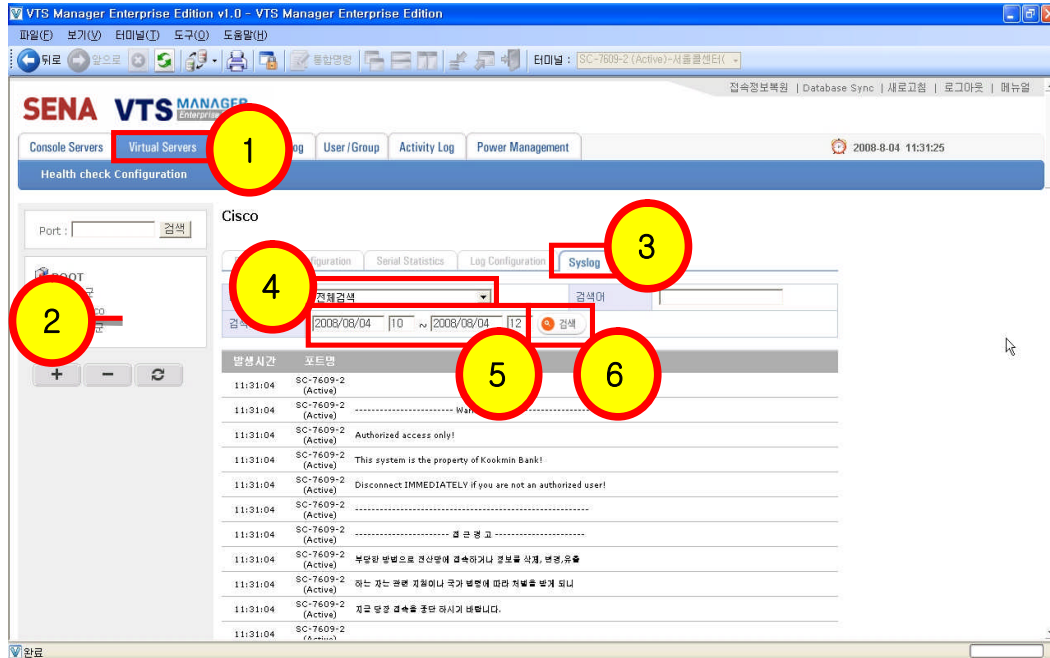 VTS Manager Enterprise Edition v1.0 - VTS Manager Enterprise Edition
파일(F) 보기(V) 터미널(T) 도구(O) 도움말(H)
뒤로 앞으로 통합명령 터미널 : SC-7609-2 (Active)-서울콜센터(
접속정보복원 | Database Sync | 새로고침 | 로그아웃 | 메뉴얼
SENA VTS MANAGER
Console Servers Virtual Servers 1 og User/Group Activity Log Power Management 2008-8-04 11:31:25
Health check Configuration
Port : 검색
Cisco
Configuration Serial Statistics Log Configuration Syslog 3
ROOT
2
4 전체검색 검색어
2008/08/04 10 ~ 2008/08/04 12 검색
5 6
발생시간 포트명
11:31:04 SC-7609-2
(Active)
11:31:04 SC-7609-2 ------------------------
(Active)
11:31:04 SC-7609-2 Authorized access only!
(Active)
11:31:04 SC-7609-2 This system is the property of Kookmin Bank!
(Active)
11:31:04 SC-7609-2 Disconnect IMMEDIATELY if you are not an authorized user!
(Active)
11:31:04 SC-7609-2 ---------------------------------------------------------
(Active)
11:31:04 SC-7609-2 ----------------------- 접 근 경 고 ----------------------
(Active)
11:31:04 SC-7609-2 부당한 방법으로 전산망에 접속하거나 정보를 삭제, 변경,유출
(Active)
11:31:04 SC-7609-2 하는 자는 관련 지침이나 국가 법령에 따라 처벌을 받게 되니
(Active)
11:31:04 SC-7609-2 지금 당장 접속을 중단 하시기 바랍니다.
(Active)
11:31:04 SC-7609-2
(Active)
완료